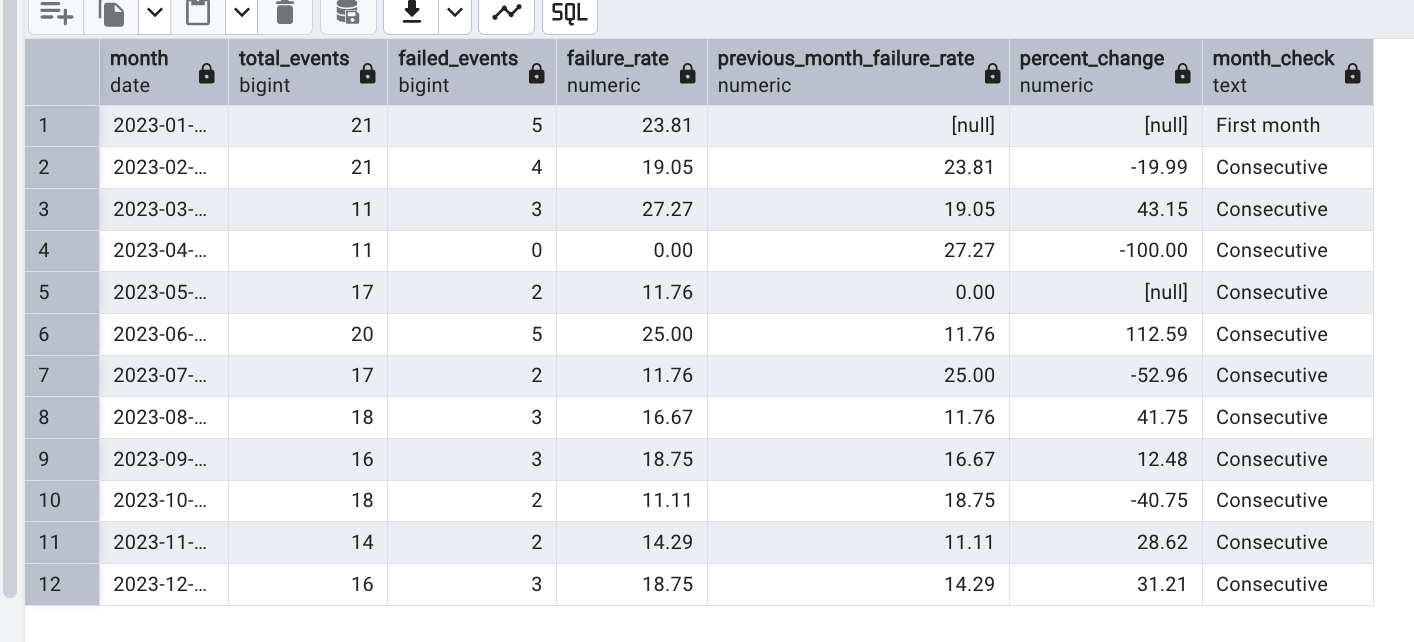 SQL
month total_events failed_events failure_rate previous_month_failure_rate percent_change month_check
date bigint bigint numeric numeric numeric text
1 2023-01-... 21 5 23.81 [null] [null] First month
2 2023-02-... 21 4 19.05 23.81 -19.99 Consecutive
3 2023-03-... 11 3 27.27 19.05 43.15 Consecutive
4 2023-04-... 11 0 0.00 27.27 -100.00 Consecutive
5 2023-05-... 17 2 11.76 0.00 [null] Consecutive
6 2023-06-... 20 5 25.00 11.76 112.59 Consecutive
7 2023-07-... 17 2 11.76 25.00 -52.96 Consecutive
8 2023-08-... 18 3 16.67 11.76 41.75 Consecutive
9 2023-09-... 16 3 18.75 16.67 12.48 Consecutive
10 2023-10-... 18 2 11.11 18.75 -40.75 Consecutive
11 2023-11-... 14 2 14.29 11.11 28.62 Consecutive
12 2023-12-... 16 3 18.75 14.29 31.21 Consecutive